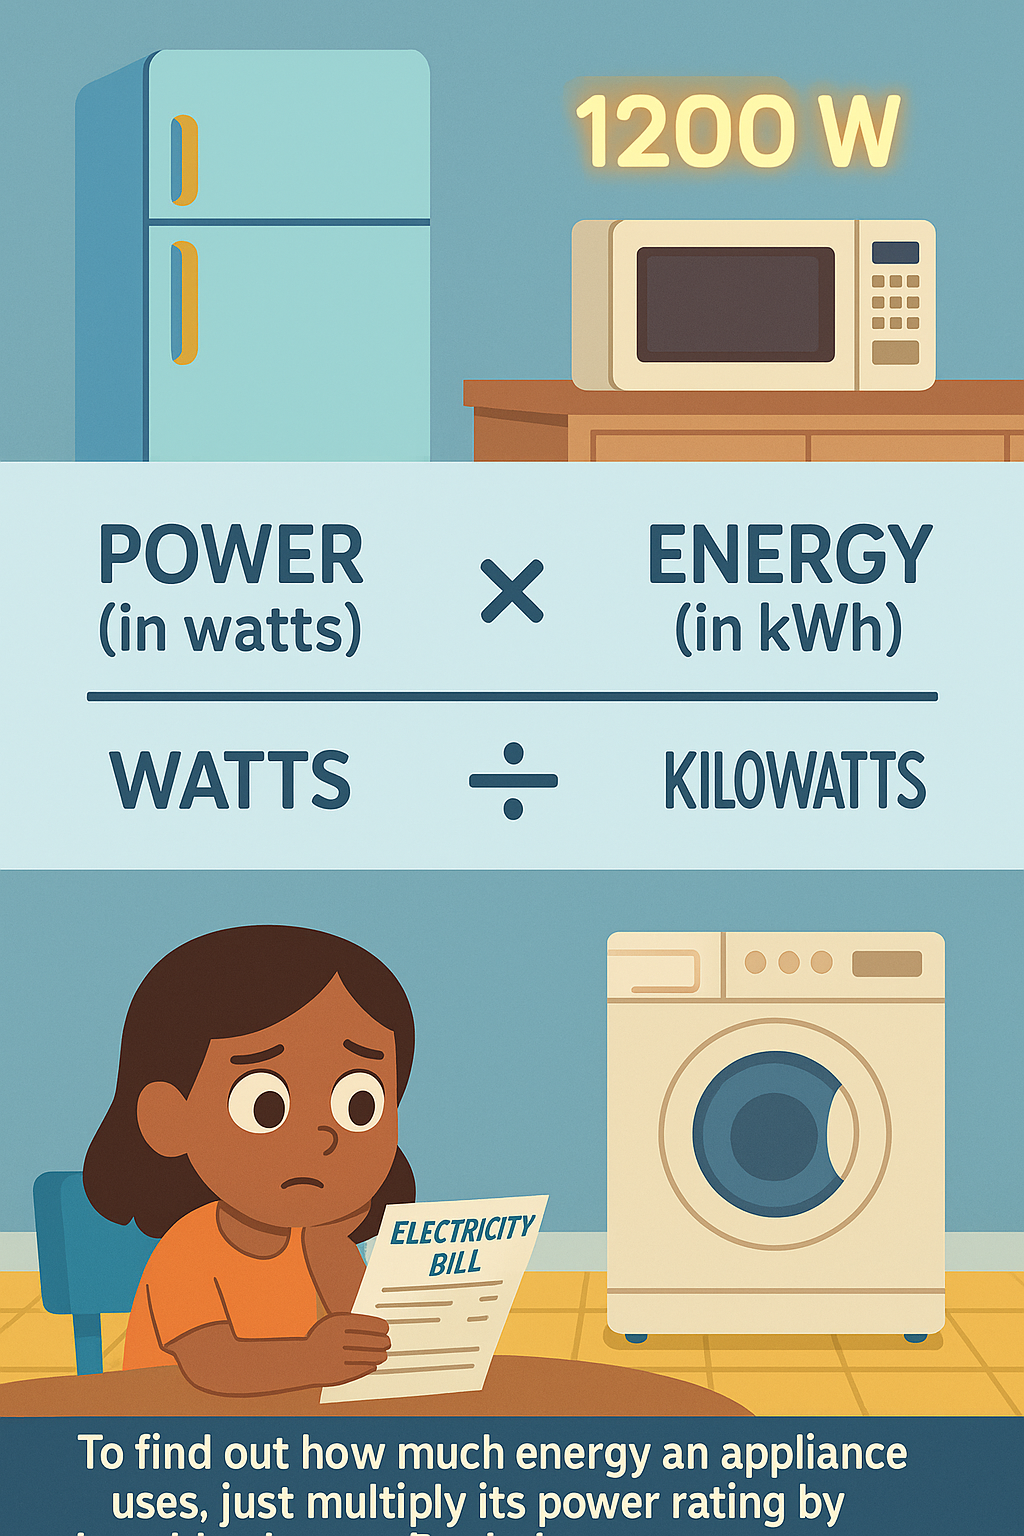 1200 W
POWER × ENERGY
(in watts) (in kWh)
WATTS ÷ KILOWATTS
ELECTRICITY
BILL
To find out how much energy an appliance
uses, just multiply its power rating by